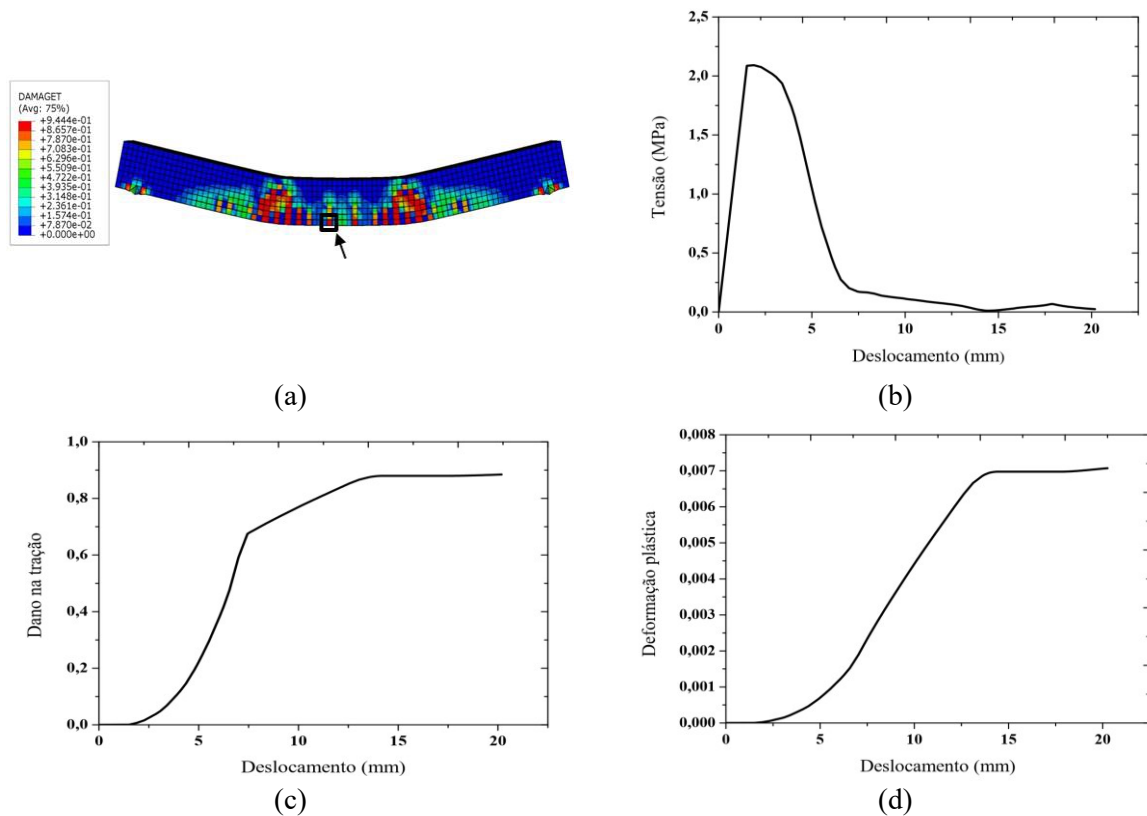 DAMAGET
(Avg: 75%)
+9.444e-01
+8.657e-01
+7.870e-01
+7.083e-01
+6.296e-01
+5.509e-01
+4.722e-01
+3.935e-01
+3.148e-01
+2.361e-01
+1.574e-01
+7.870e-02
+0.000e+00
(a)
2,5
2,0
1,5
1,0
0,5
0,0
Tensão (MPa)
0 5 10 15 20
Deslocamento (mm)
(b)
1,0
0,8
0,6
0,4
0,2
0,0
Dano na tração
0 5 10 15 20
Deslocamento (mm)
(c)
0,008
0,007
0,006
0,005
0,004
0,003
0,002
0,001
0,000
Deformação plástica
0 5 10 15 20
Deslocamento (mm)
(d)